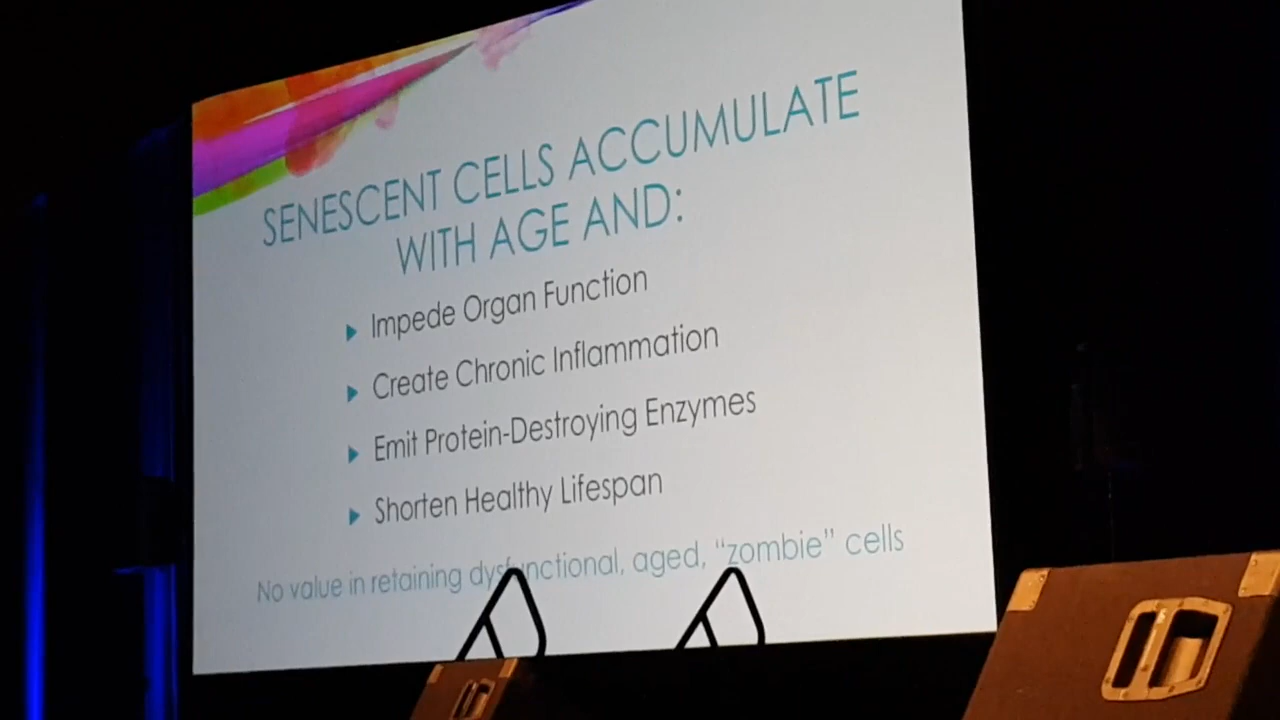 SENESCENT CELLS ACCUMULATE
WITH AGE AND:
Impede Organ Function
Create Chronic Inflammation
Emit Protein-Destroying Enzymes
Shorten Healthy Lifespan
No value in retaining dysfunctional, aged, “zombie” cells